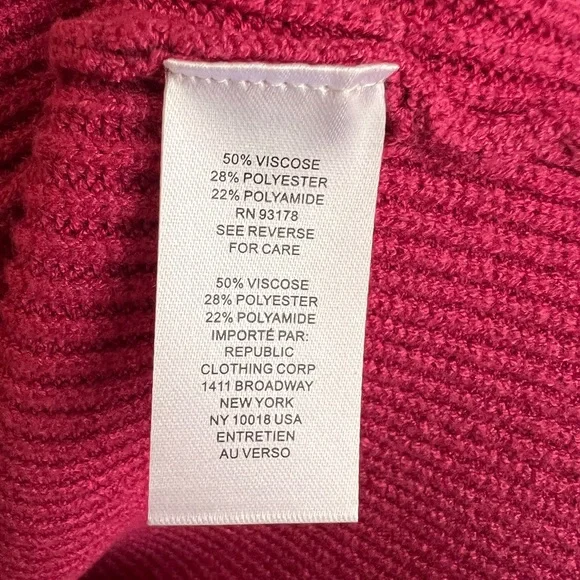 50% VISCOSE
28% POLYESTER
22% POLYAMIDE
RN 93178
SEE REVERSE
FOR CARE
50% VISCOSE
28% POLYESTER
22% POLYAMIDE
IMPORTÉ PAR:
REPUBLIC
CLOTHING CORP
1411 BROADWAY
NEW YORK
NY 10018 USA
ENTRETIEN
AU VERSO